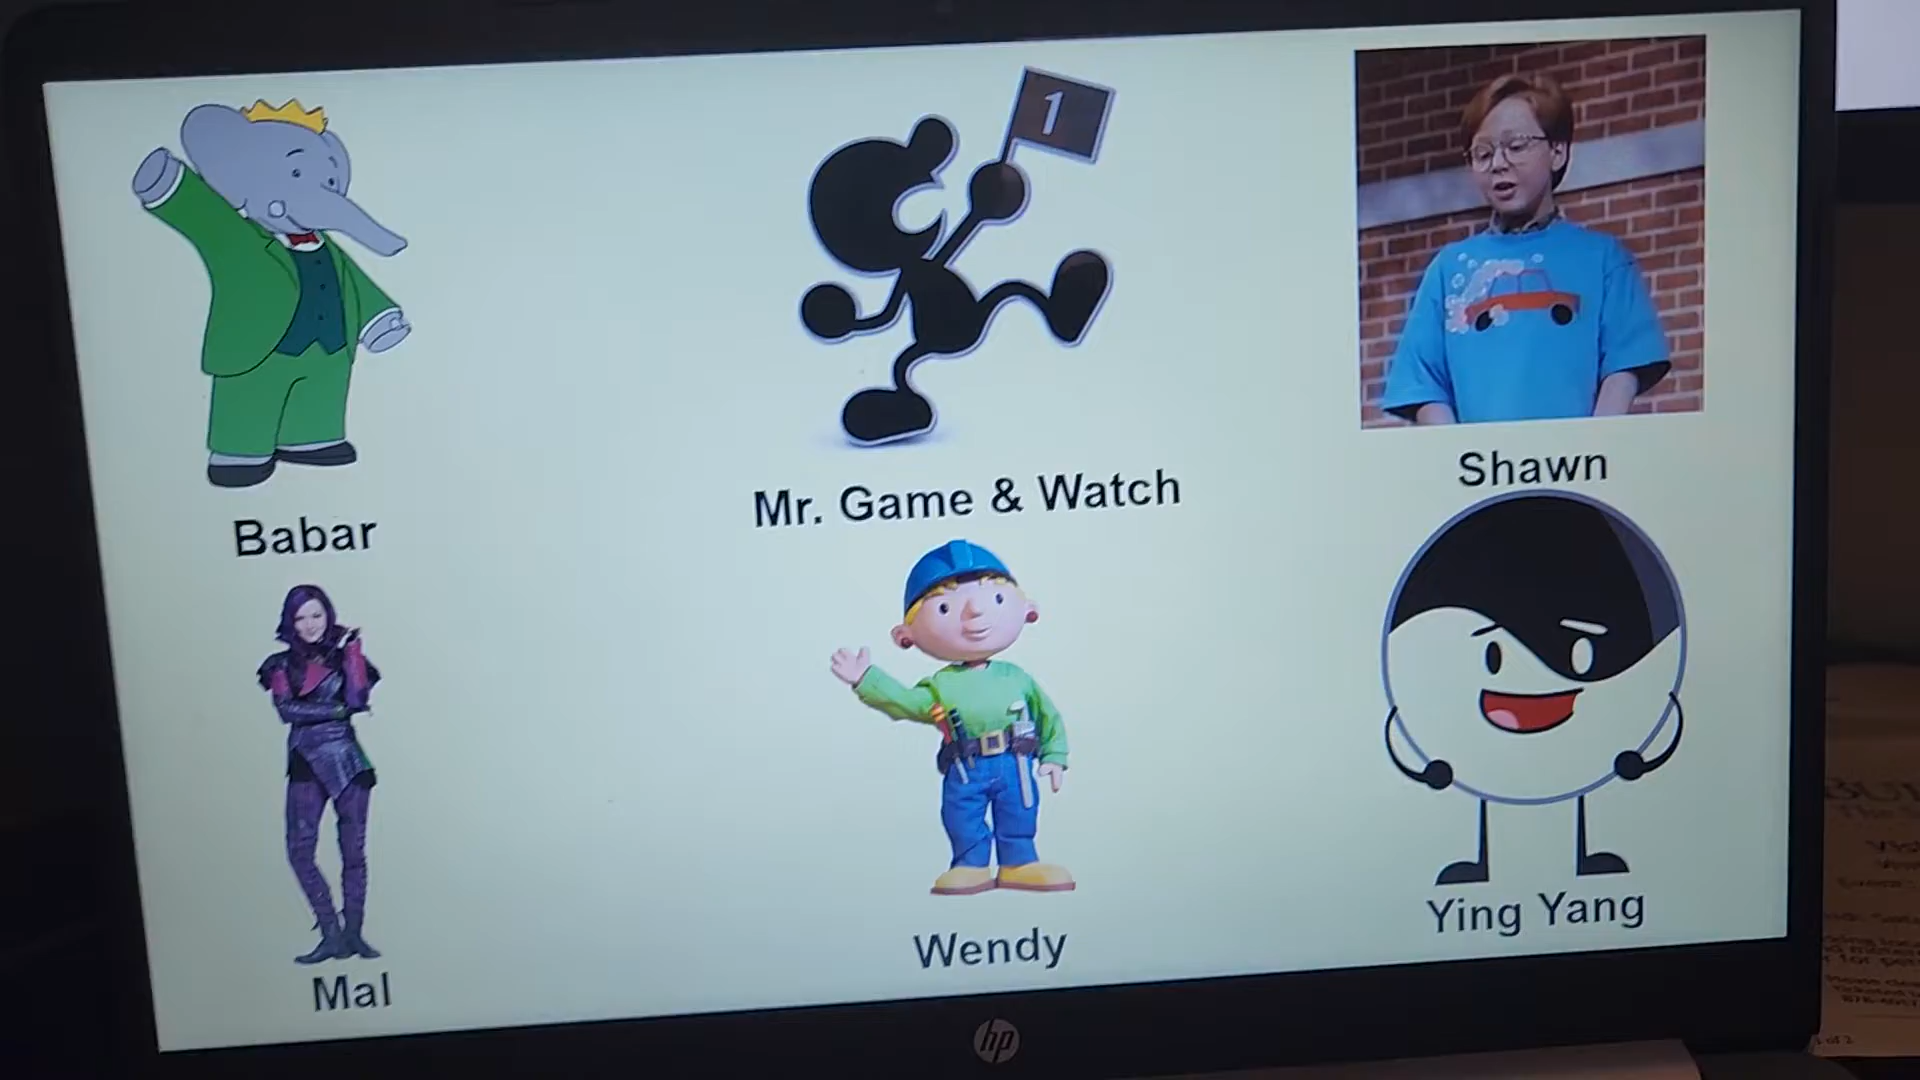 1
Babar
Mr. Game & Watch
Shawn
Mal
Wendy
Ying Yang
hp